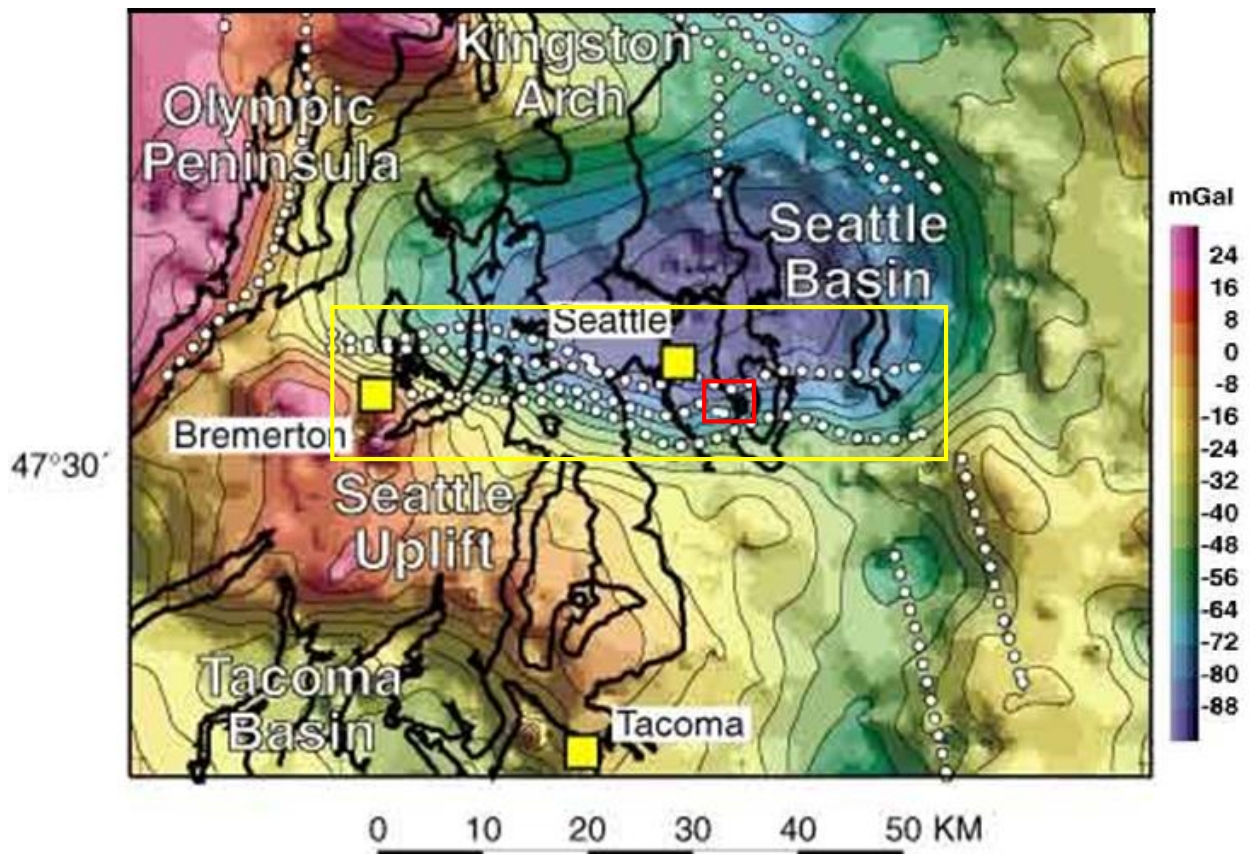 Kingston
Arch
Olympic
Peninsula
Seattle
Basin
Seattle
Bremerton
47°30´
Seattle
Uplift
Tacoma
Basin
Tacoma
mGal
24
16
8
0
-8
-16
-24
-32
-40
-48
-56
-64
-72
-80
-88
0 10 20 30 40 50 KM